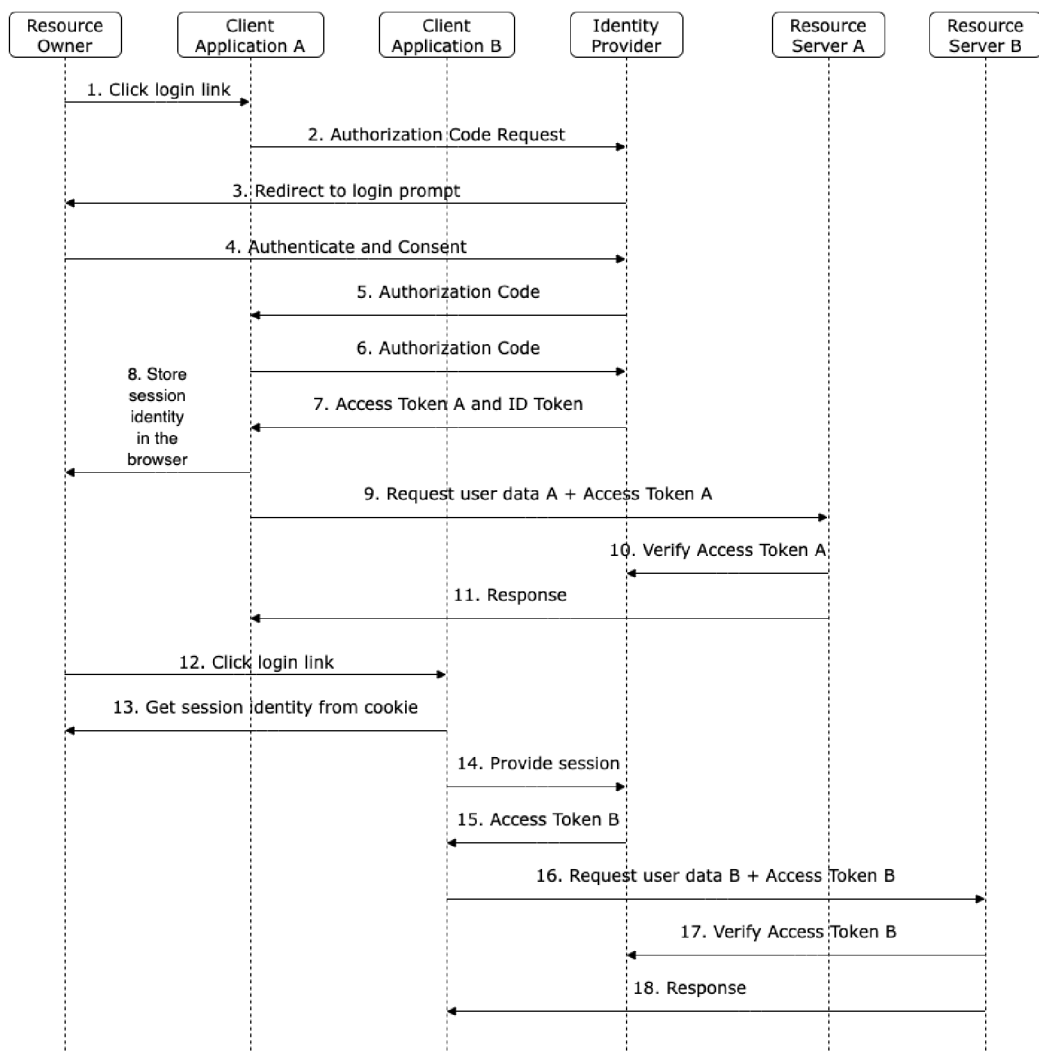 Resource
Owner
Client
Application A
Client
Application B
Identity
Provider
Resource
Server A
Resource
Server B
1. Click login link
2. Authorization Code Request
3. Redirect to login prompt
4. Authenticate and Consent
5. Authorization Code
6. Authorization Code
7. Access Token A and ID Token
8. Store
session
identity
in the
browser
9. Request user data A + Access Token A
10. Verify Access Token A
11. Response
12. Click login link
13. Get session identity from cookie
14. Provide session
15. Access Token B
16. Request user data B + Access Token B
17. Verify Access Token B
18. Response